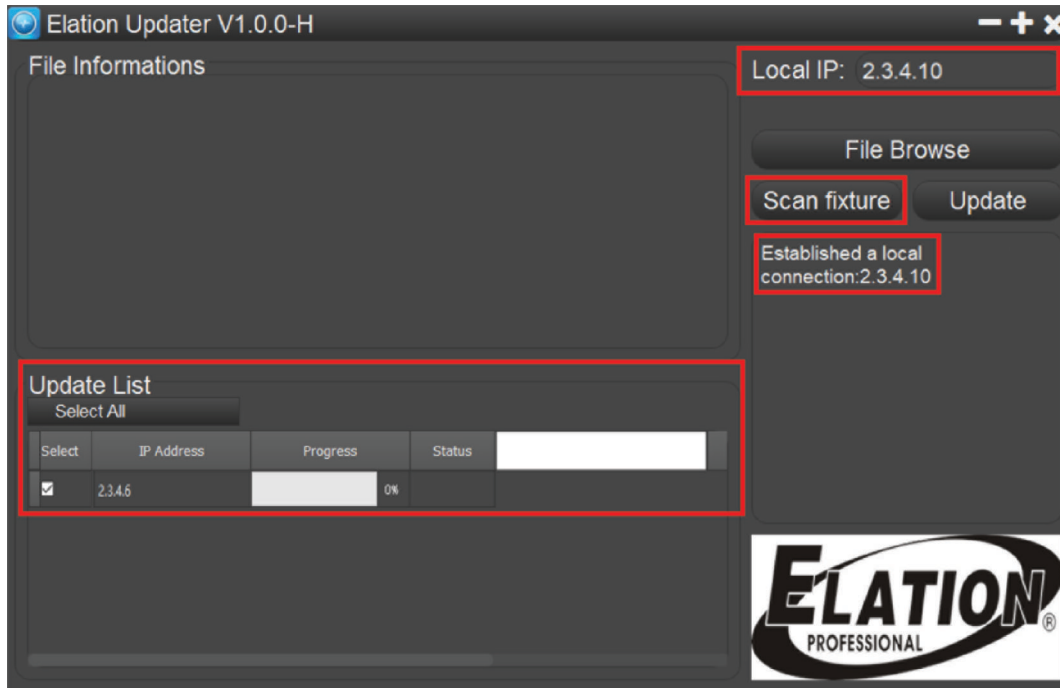 Elation Updater V1.0.0-H
File Informations
Local IP: 2.3.4.10
File Browse
Scan fixture Update
Established a local
connection:2.3.4.10
Update List
Select All
Select IP Address Progress Status
2.3.4.6 0%
ELATION®
PROFESSIONAL